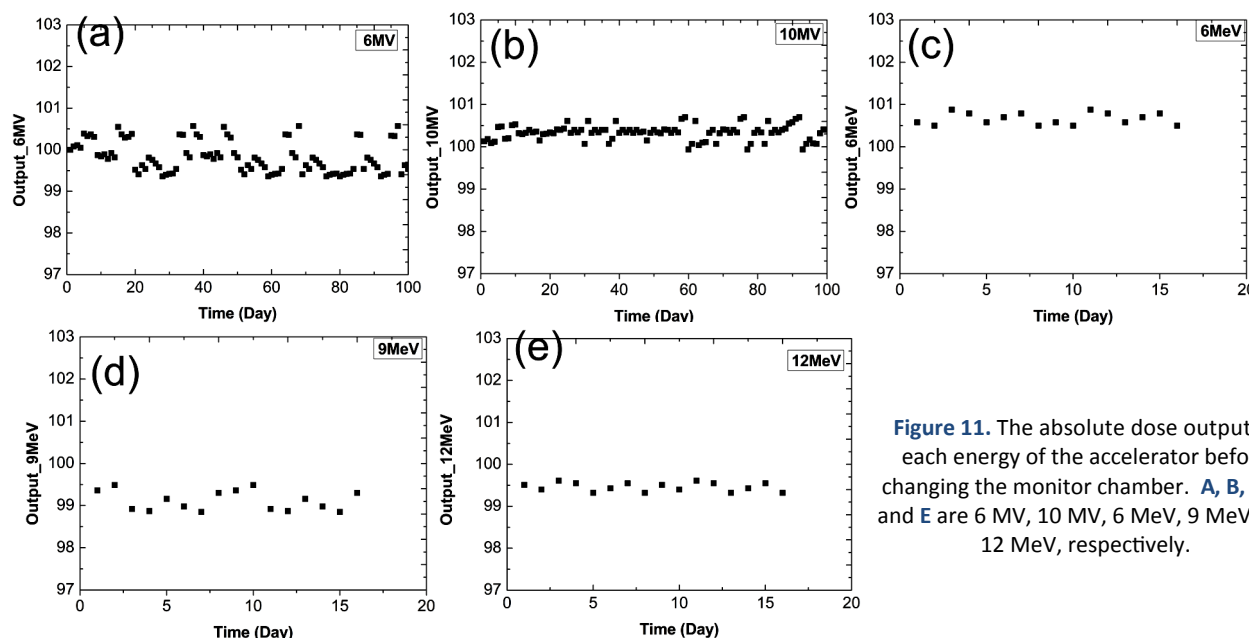 (a)
6MV
103
102
101
100
99
98
97
Output_6MV
0 20 40 60 80 100
Time (Day)
(b)
10MV
103
102
101
100
99
98
97
Output_10MV
0 20 40 60 80 100
Time (Day)
(c)
6MeV
103
102
101
100
99
98
97
Output_6MeV
0 5 10 15 20
Time (Day)
(d)
9MeV
103
102
101
100
99
98
97
Output_9MeV
0 5 10 15 20
Time (Day)
(e)
12MeV
103
102
101
100
99
98
97
Output_12MeV
0 5 10 15 20
Time (Day)
Figure 11. The absolute dose output
each energy of the accelerator befo
changing the monitor chamber. A, B,
and E are 6 MV, 10 MV, 6 MeV, 9 MeV
12 MeV, respectively.